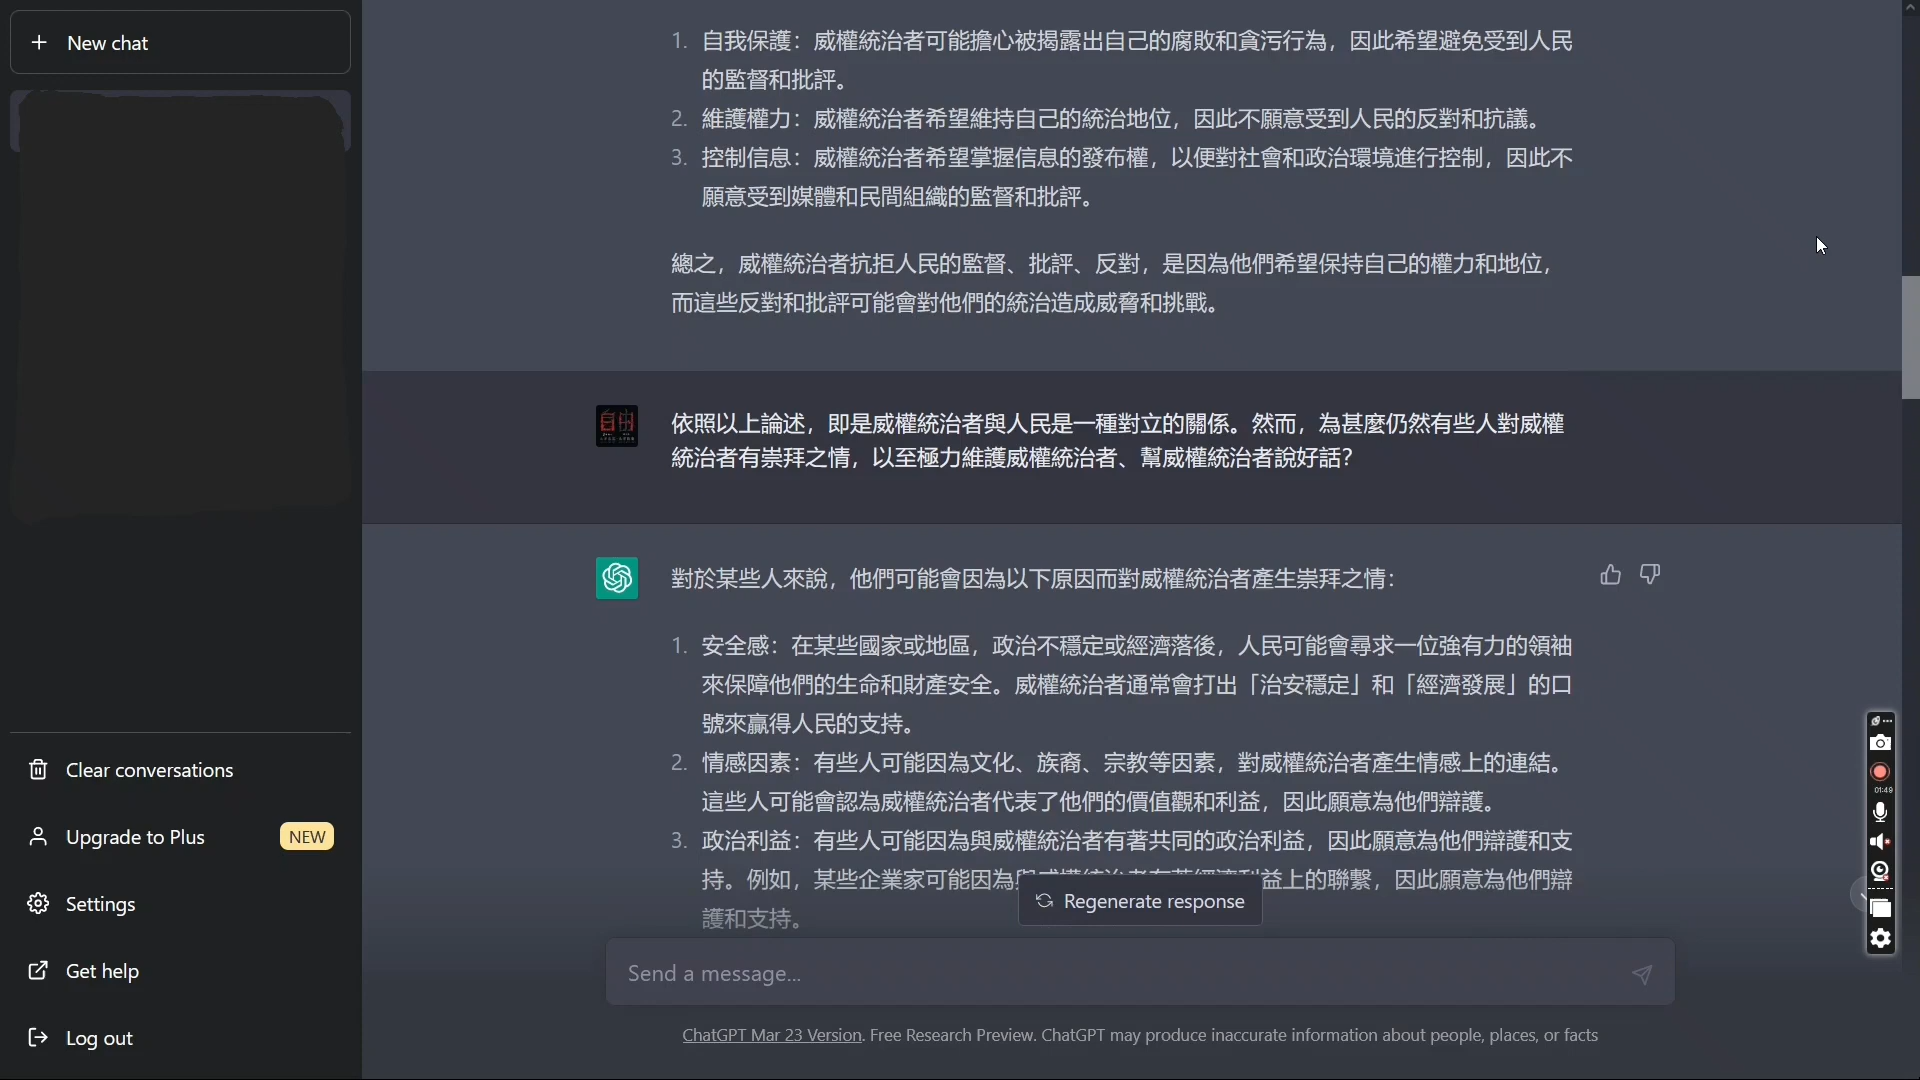 New chat
1. 自我保護：威權統治者可能擔心被揭露出自己的腐敗和貪污行為，因此希望避免受到人民
的監督和批評。
2. 維護權力：威權統治者希望維持自己的統治地位，因此不願意受到人民的反對和抗議。
3. 控制信息：威權統治者希望掌握信息的發布權，以便對社會和政治環境進行控制，因此不
願意受到媒體和民間組織的監督和批評。
總之，威權統治者抗拒人民的監督、批評、反對，是因為他們希望保持自己的權力和地位，
而這些反對和批評可能會對他們的統治造成威脅和挑戰。
自由
依照以上論述，即是威權統治者與人民是一種對立的關係。然而，為甚麼仍然有些人對威權
統治者有崇拜之情，以至極力維護威權統治者、幫威權統治者說好話？
對於某些人來說，他們可能會因為以下原因而對威權統治者產生崇拜之情：
1. 安全感：在某些國家或地區，政治不穩定或經濟落後，人民可能會尋求一位強有力的領袖
來保障他們的生命和財產安全。威權統治者通常會打出「治安穩定」和「經濟發展」的口
號來贏得人民的支持。
2. 情感因素：有些人可能因為文化、族裔、宗教等因素，對威權統治者產生情感上的連結。
這些人可能會認為威權統治者代表了他們的價值觀和利益，因此願意為他們辯護。
3. 政治利益：有些人可能因為與威權統治者有著共同的政治利益，因此願意為他們辯護和支
持。例如，某些企業家可能因為與威權統治者有著經濟利益上的聯繫，因此願意為他們辯
護和支持。
Regenerate response
Send a message...
ChatGPT Mar 23 Version. Free Research Preview. ChatGPT may produce inaccurate information about people, places, or facts
Clear conversations
Upgrade to Plus NEW
Settings
Get help
Log out
01:49